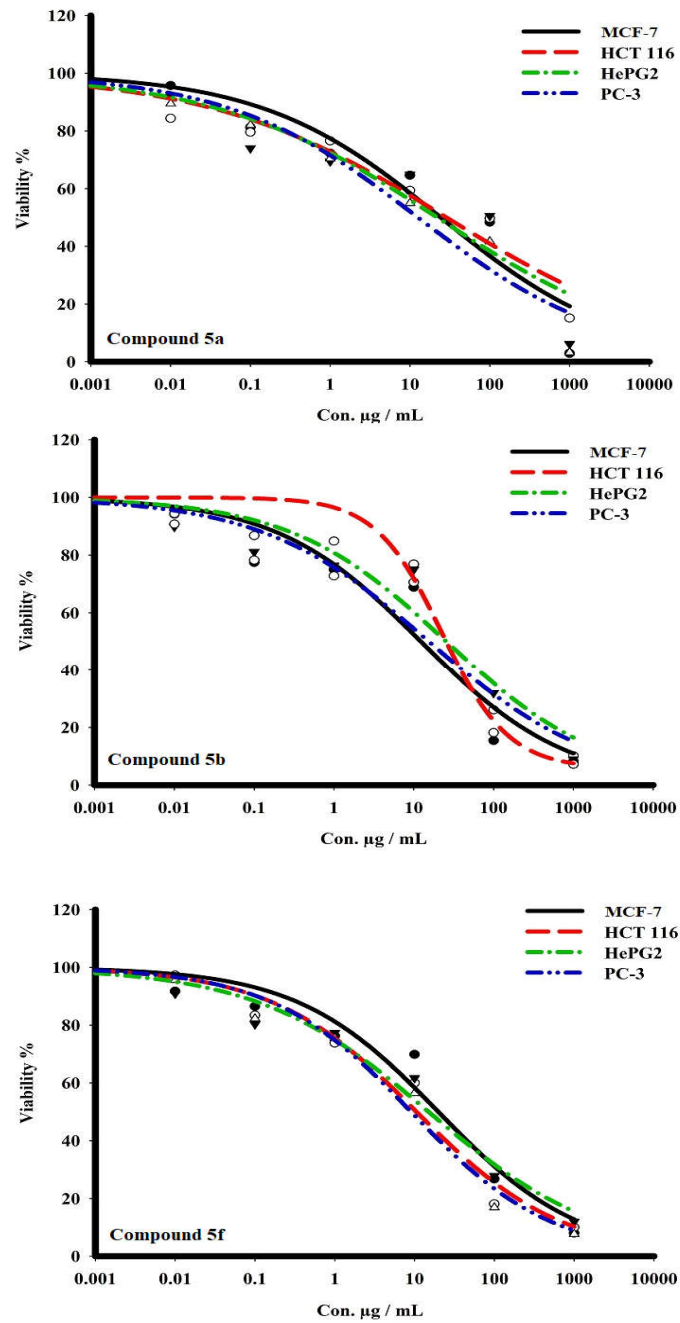 120
100
80
60
40
20
0
Viability %
MCF-7
HCT 116
HePG2
PC-3
Compound 5a
0.001 0.01 0.1 1 10 100 1000 10000
Con. µg / mL
120
100
80
60
40
20
0
Viability %
MCF-7
HCT 116
HePG2
PC-3
Compound 5b
0.001 0.01 0.1 1 10 100 1000 10000
Con. µg / mL
120
100
80
60
40
20
0
Viability %
MCF-7
HCT 116
HePG2
PC-3
Compound 5f
0.001 0.01 0.1 1 10 100 1000 10000
Con. µg / mL